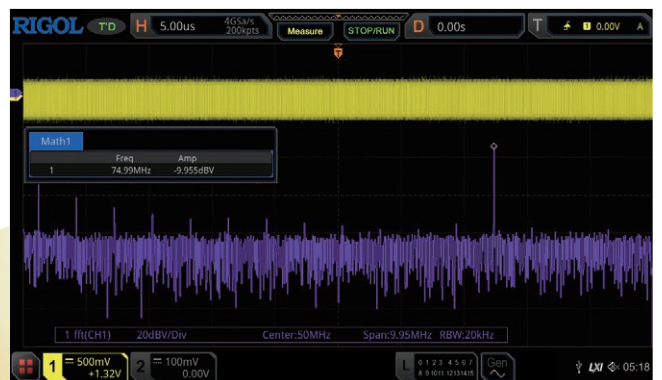 RIGOL T'D H 5.00us 4GSa/s 200kpts Measure STOP/RUN D 0.00s T 1 0.00V A
T
Math1
Freq Amp
1 74.99MHz -9.955dBV
1 fft(CH1) 20dBV/Div Center:50MHz Span:9.95MHz RBW:20kHz
1 500mV +1.32V 2 100mV 0.00V L 0 1 2 3 4 5 6 7 8 9 10 11 12 13 14 15 Gen LXI 05:18